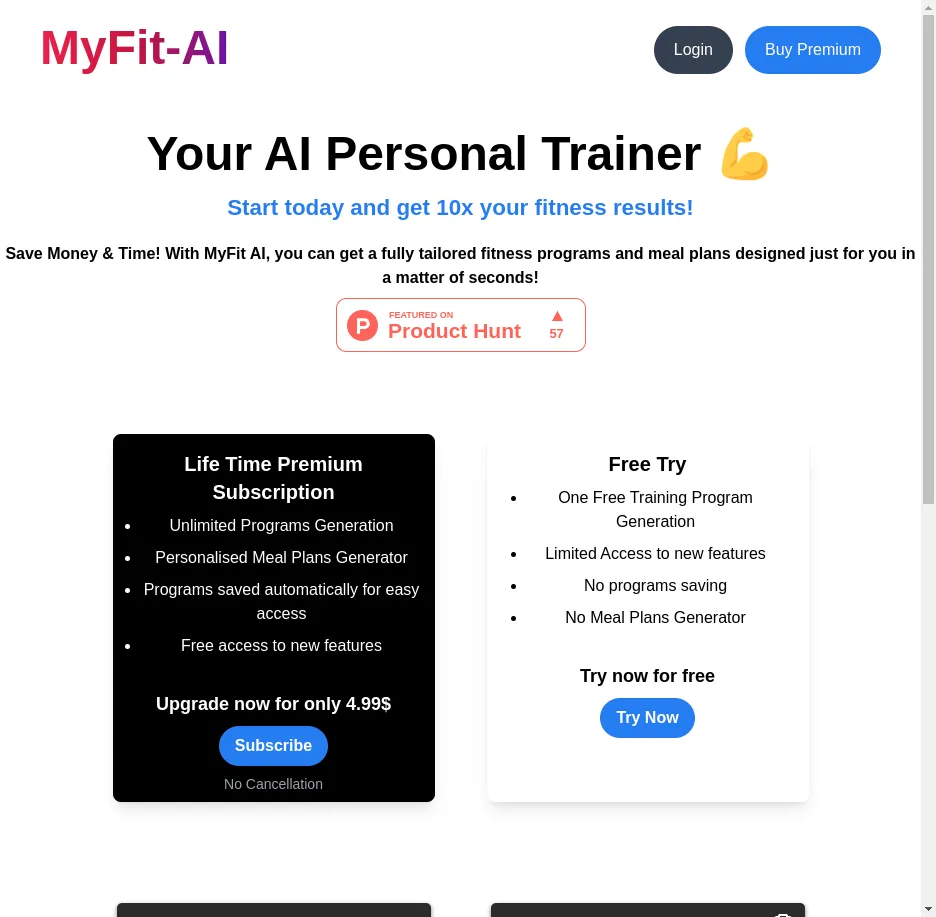 MyFit-AI
Login
Buy Premium
Your AI Personal Trainer 💪
Start today and get 10x your fitness results!
Save Money & Time! With MyFit AI, you can get a fully tailored fitness programs and meal plans designed just for you in
a matter of seconds!
P
FEATURED ON
Product Hunt
▲
57
Life Time Premium
Subscription
• Unlimited Programs Generation
• Personalised Meal Plans Generator
• Programs saved automatically for easy
access
• Free access to new features
Upgrade now for only 4.99$
Subscribe
No Cancellation
Free Try
• One Free Training Program
Generation
• Limited Access to new features
• No programs saving
• No Meal Plans Generator
Try now for free
Try Now